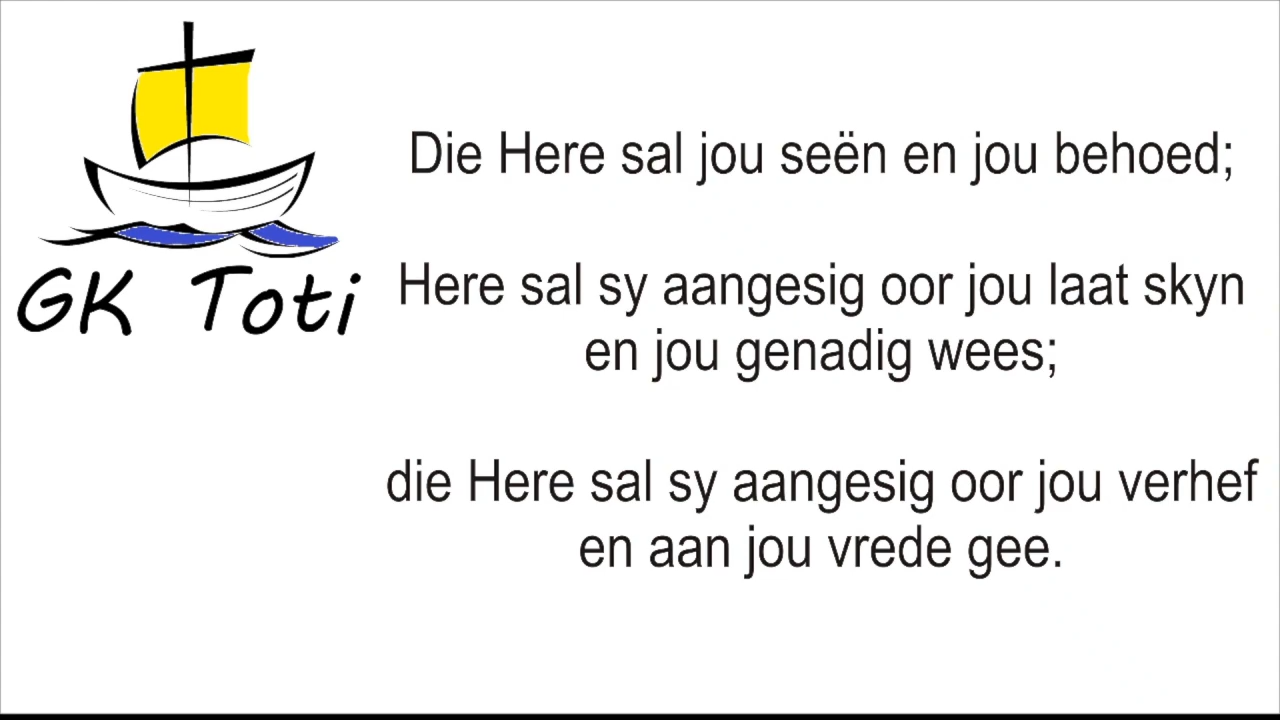 GK Toti
Die Here sal jou seën en jou behoed;
Here sal sy aangesig oor jou laat skyn
en jou genadig wees;
die Here sal sy aangesig oor jou verhef
en aan jou vrede gee.